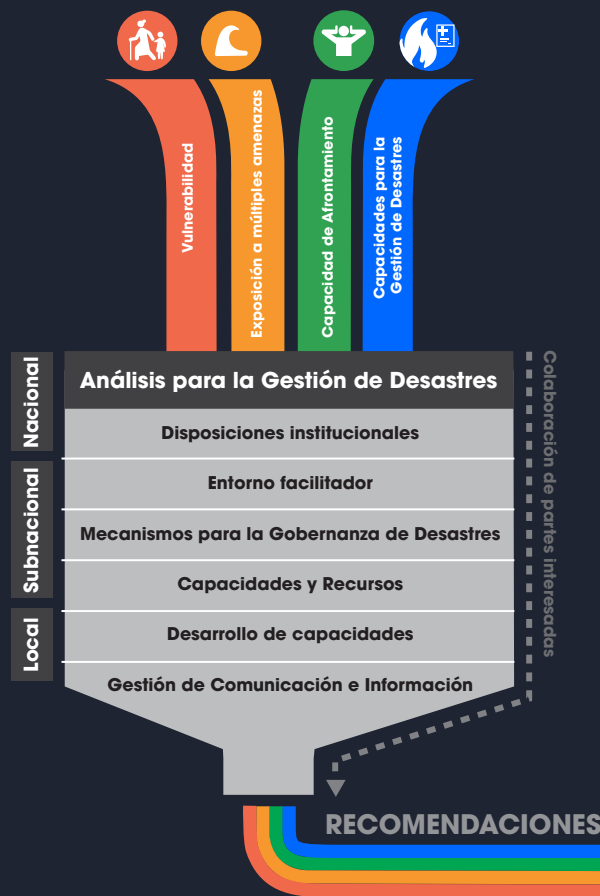 Vulnerabilidad
Exposición a múltiples amenazas
Capacidad de Afrontamiento
Capacidades para la
Gestión de Desastres
Nacional
Subnacional
Local
Análisis para la Gestión de Desastres
Disposiciones institucionales
Entorno facilitador
Mecanismos para la Gobernanza de Desastres
Capacidades y Recursos
Desarrollo de capacidades
Gestión de Comunicación e Información
Colaboración de partes interesadas
RECOMENDACIONES